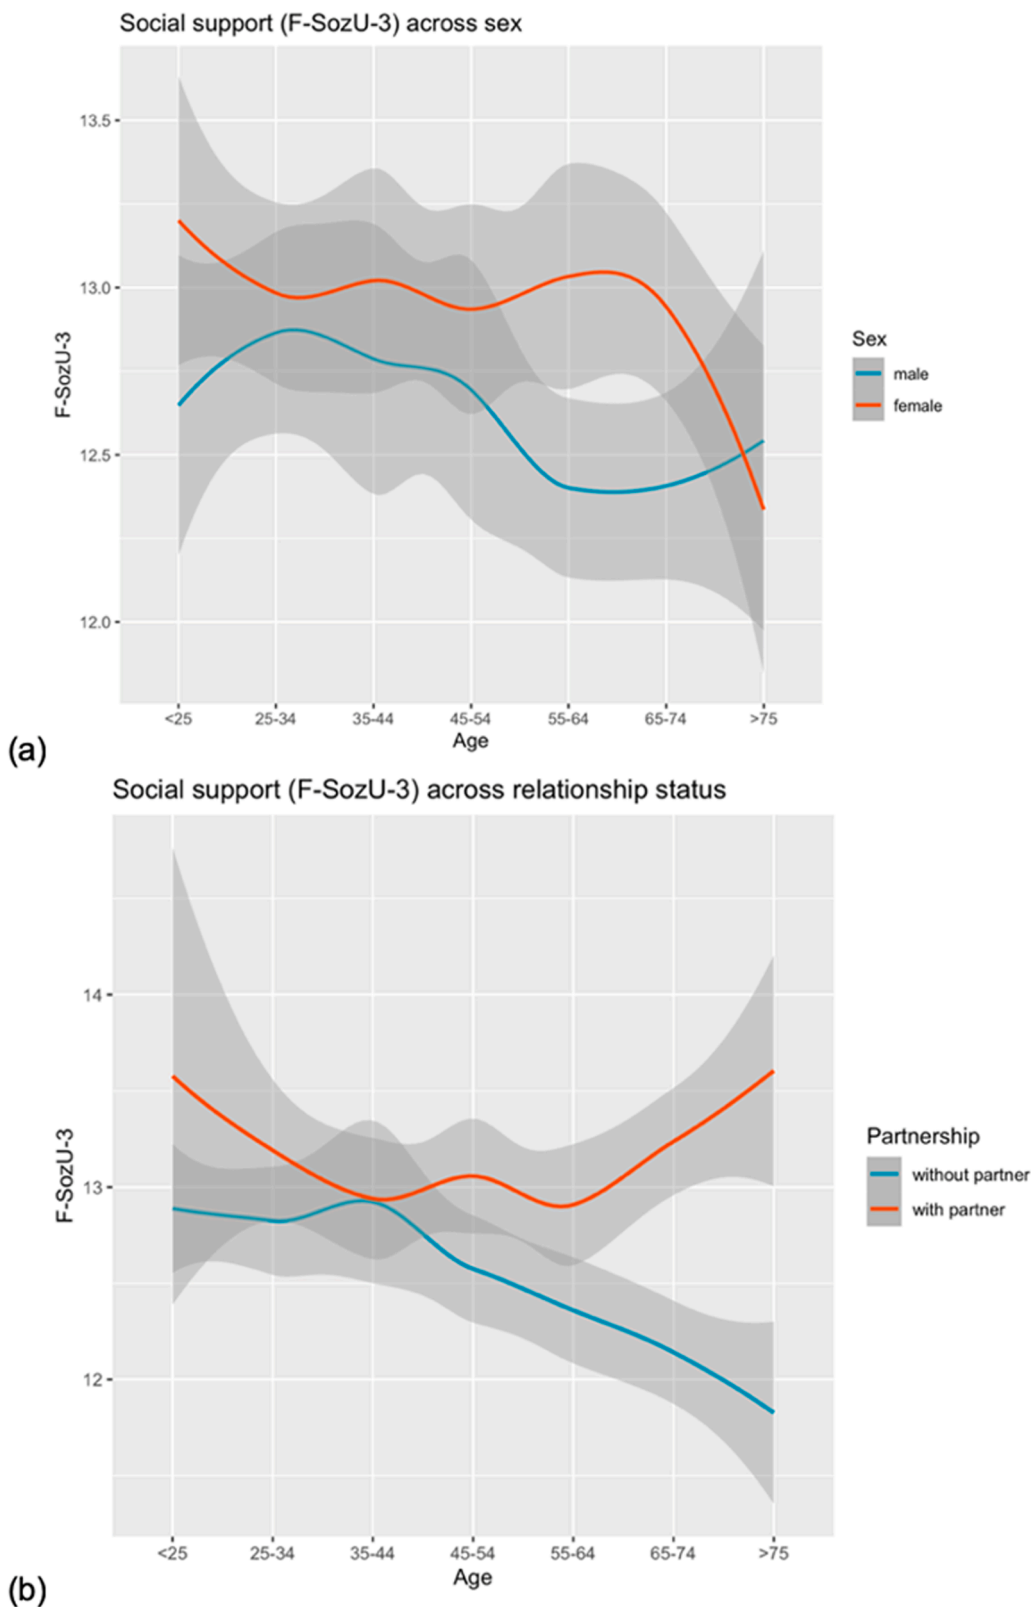 Social support (F-SozU-3) across sex
13.5
13.0
12.5
12.0
F-SozU-3
<25 25-34 35-44 45-54 55-64 65-74 >75
Age
Sex
male
female
(a)
Social support (F-SozU-3) across relationship status
14
13
12
F-SozU-3
<25 25-34 35-44 45-54 55-64 65-74 >75
Age
Partnership
without partner
with partner
(b)